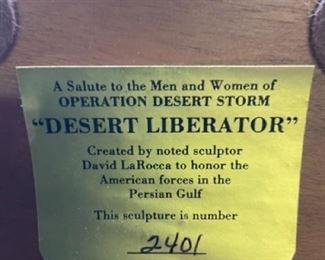 A Salute to the Men and Women of
OPERATION DESERT STORM
“DESERT LIBERATOR”
Created by noted sculptor
David LaRocca to honor the
American forces in the
Persian Gulf
This sculpture is number
2401